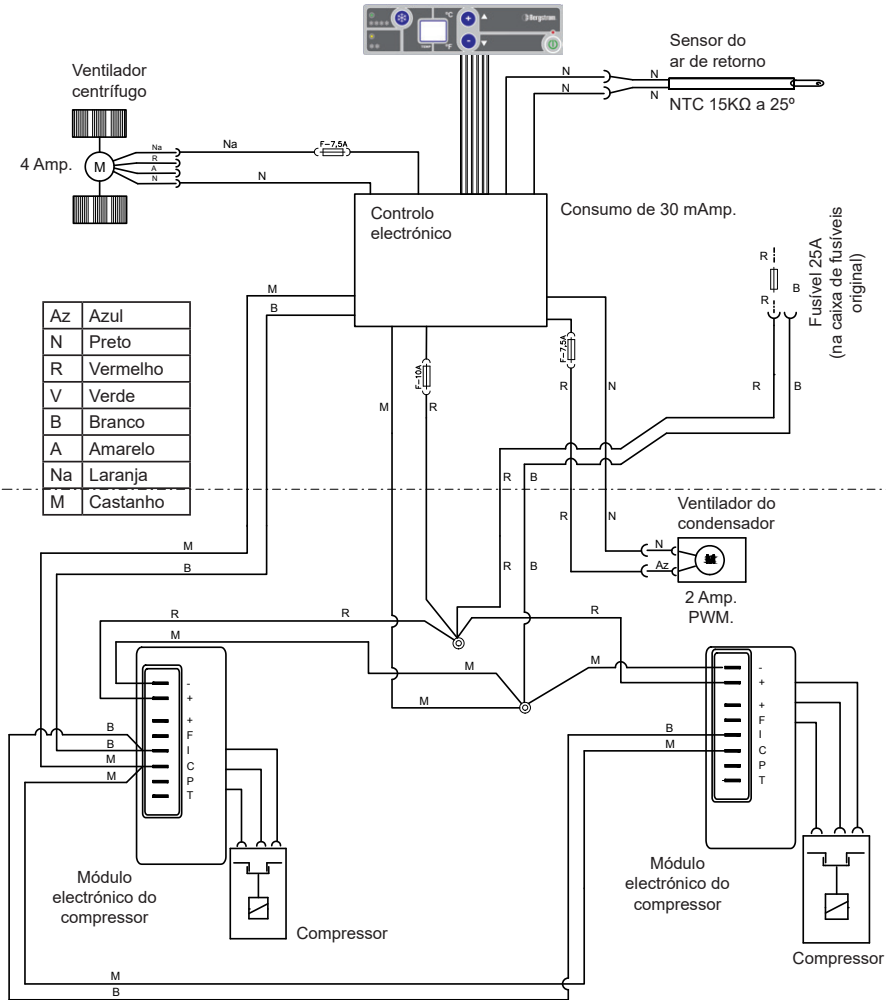 °C
Bergstrom
°F
Sensor do
ar de retorno
NTC 15KΩ a 25º
N
N
N
N
Ventilador
centrífugo
4 Amp.
M
Na
R
A
N
Na
F-7,5A
N
Controlo
electrónico
Consumo de 30 mAmp.
Fusível 25A
(na caixa de fusíveis
original)
R
B
R
M
B
F-10A
F-7,5A
M
R
R
N
R
B
Az Azul
N Preto
R Vermelho
V Verde
B Branco
A Amarelo
Na Laranja
M Castanho
R
B
R
N
Ventilador do
condensador
N
Az
2 Amp.
PWM.
M
B
R
B
R
R
R
M
M
M
M
-
+
+
F
I
C
P
T
B
B
M
M
-
+
+
F
I
C
P
T
B
M
Módulo
electrónico do
compressor
Compressor
Módulo
electrónico do
compressor
Compressor
M
B